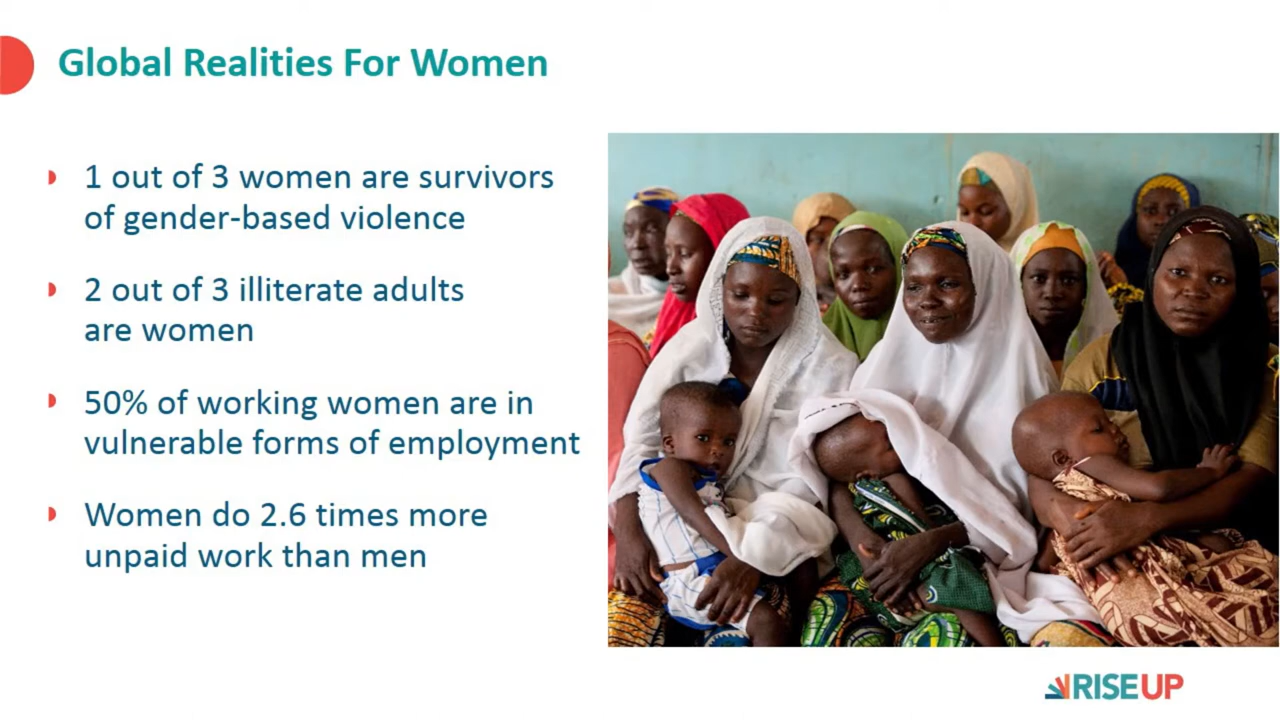 Global Realities For Women
1 out of 3 women are survivors
of gender-based violence
2 out of 3 illiterate adults
are women
50% of working women are in
vulnerable forms of employment
Women do 2.6 times more
unpaid work than men
RISEUP